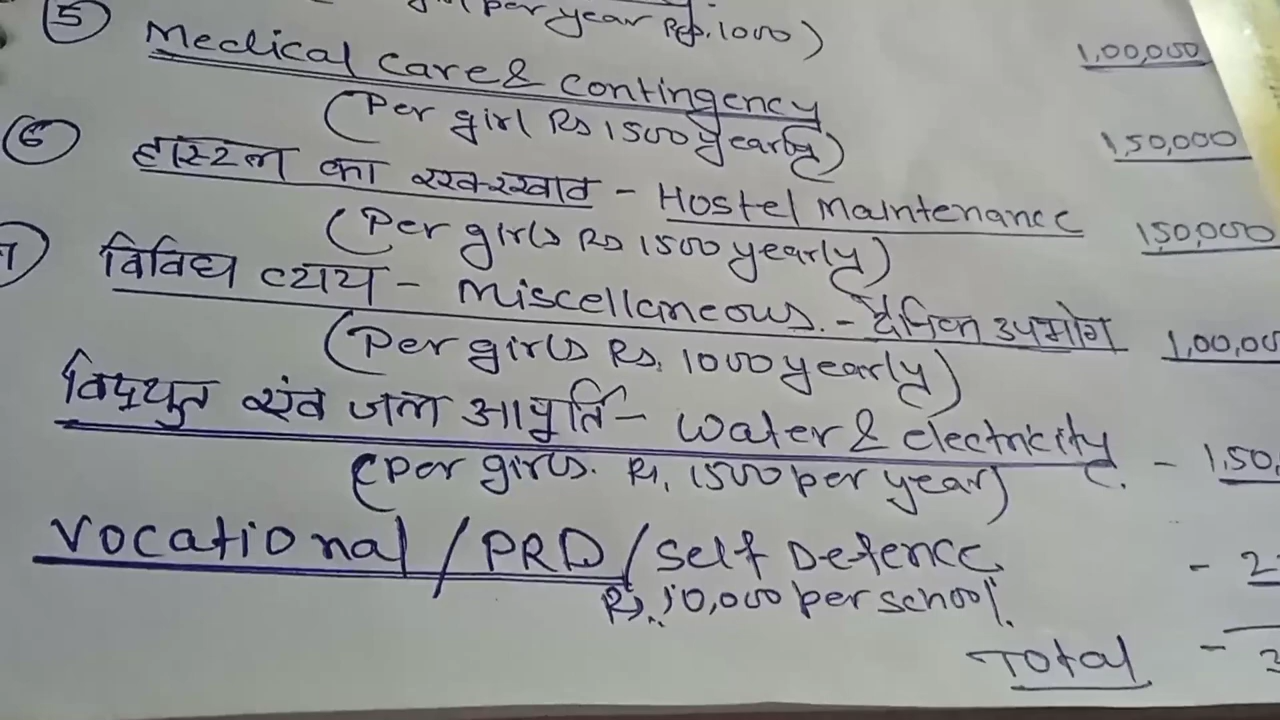 per year Rs. 1000)
⑤ Medical care & contingency 1,00,000
(Per girl Rs 1500 yearly)
⑥ हास्टल का रखरखाव - Hostel Maintenance 1,50,000
(Per girls Rs 1500 yearly) 150,000
विविध व्यय - Miscellaneous. - दैनिक उपभोग
(Per girls Rs. 1000 yearly) 1,00,00
विद्युत एंव जल आपूर्ति - water & electricity
(per girls. Rs. 1500 per year) - 1,50,
Vocational / PRD / Self Defence - 2
Rs. 10,000 per school.
Total - 3